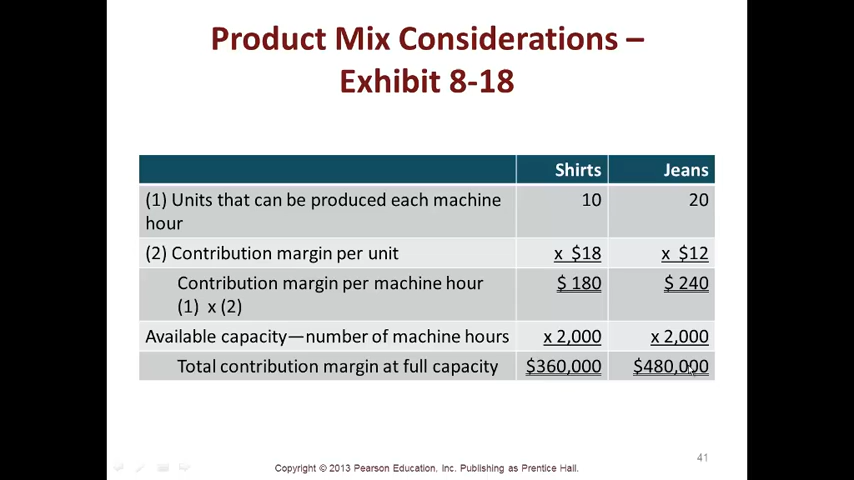 Product Mix Considerations –
Exhibit 8-18
Shirts Jeans
(1) Units that can be produced each machine 10 20
hour
(2) Contribution margin per unit x $18 x $12
Contribution margin per machine hour $ 180 $ 240
(1) x (2)
Available capacity—number of machine hours x 2,000 x 2,000
Total contribution margin at full capacity $360,000 $480,000
41
Copyright © 2013 Pearson Education. Inc. Publishing as Prentice Hall.